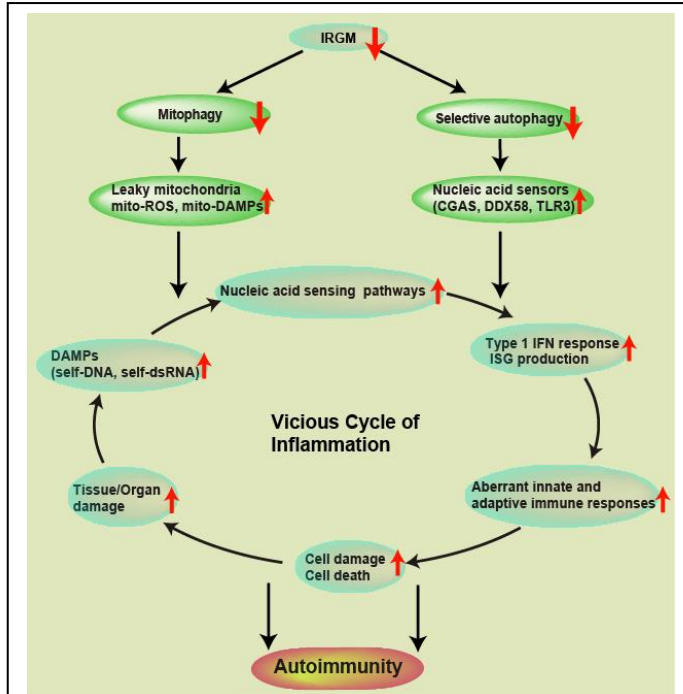 IRGM
Mitophagy
Selective autophagy
Leaky mitochondria
mito-ROS, mito-DAMPs
Nucleic acid sensors
(CGAS, DDX58, TLR3)
Nucleic acid sensing pathways
Type 1 IFN response
ISG production
DAMPs
(self-DNA, self-dsRNA)
Vicious Cycle of
Inflammation
Aberrant innate and
adaptive immune responses
Tissue/Organ
damage
Cell damage
Cell death
Autoimmunity